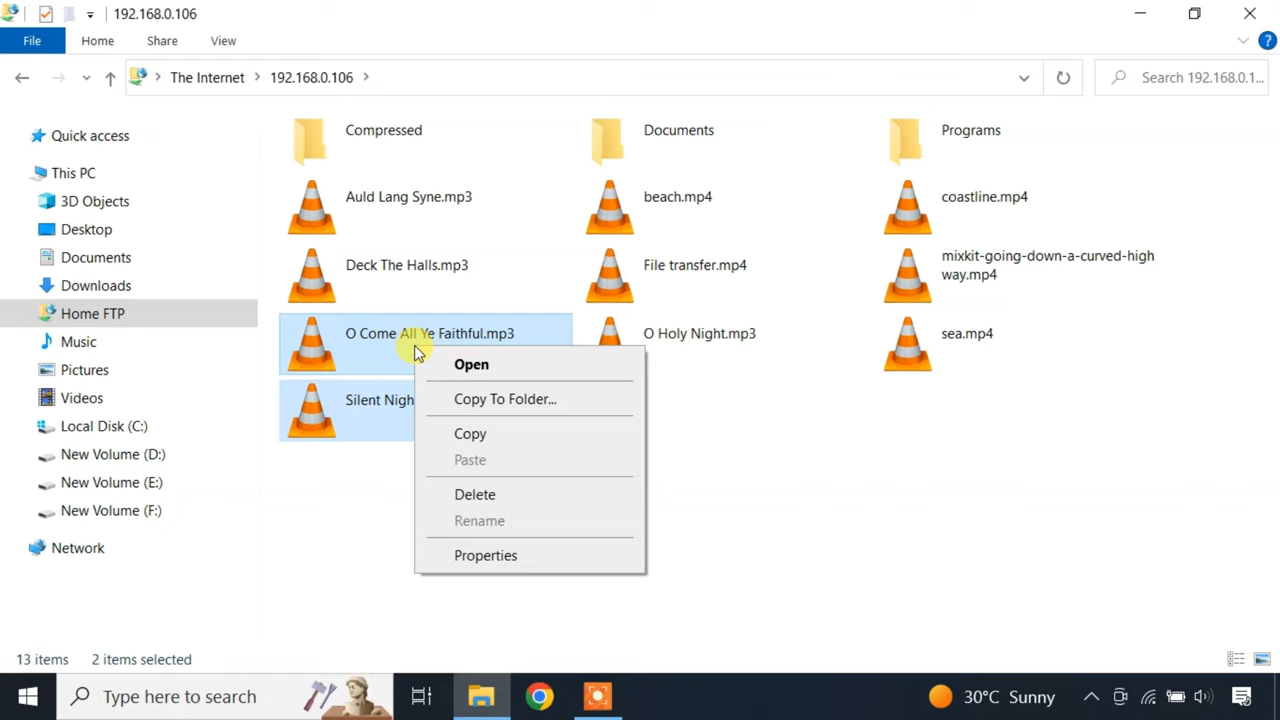 192.168.0.106
File Home Share View
The Internet 192.168.0.106
Search 192.168.0.1...
Quick access
This PC
3D Objects
Desktop
Documents
Downloads
Home FTP
Music
Pictures
Videos
Local Disk (C:)
New Volume (D:)
New Volume (E:)
New Volume (F:)
Network
Compressed
Documents
Programs
Auld Lang Syne.mp3
beach.mp4
coastline.mp4
Deck The Halls.mp3
File transfer.mp4
mixkit-going-down-a-curved-high
way.mp4
O Come All Ye Faithful.mp3
O Holy Night.mp3
sea.mp4
Silent Nigh
Open
Copy To Folder...
Copy
Paste
Delete
Rename
Properties
13 items 2 items selected
Type here to search
30°C Sunny